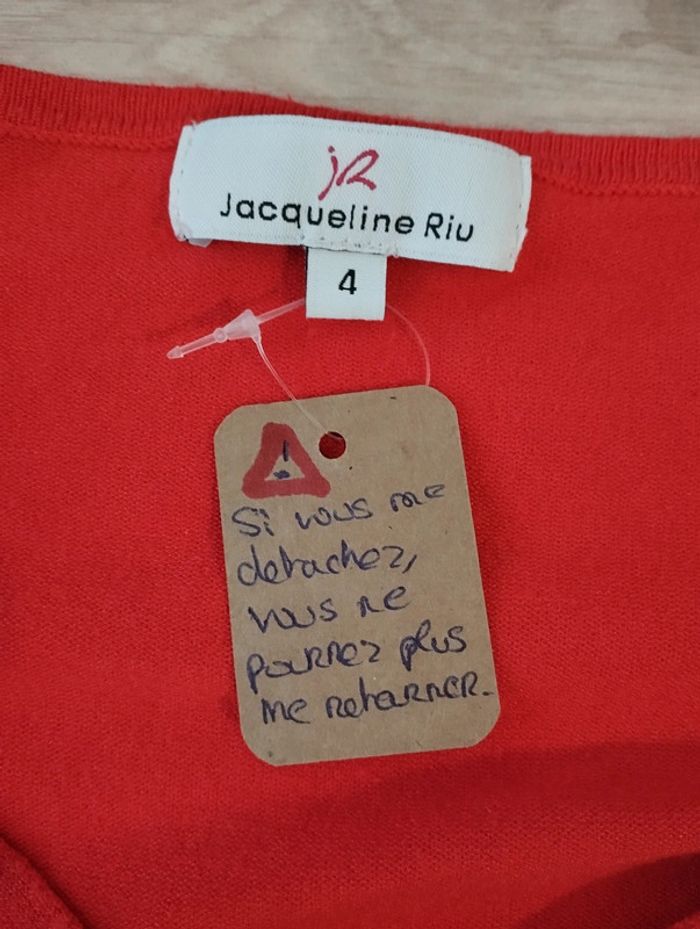 jR
Jacqueline Riu
4
!
Si vous me
detachez,
vous ne
pourrez plus
me retourner.